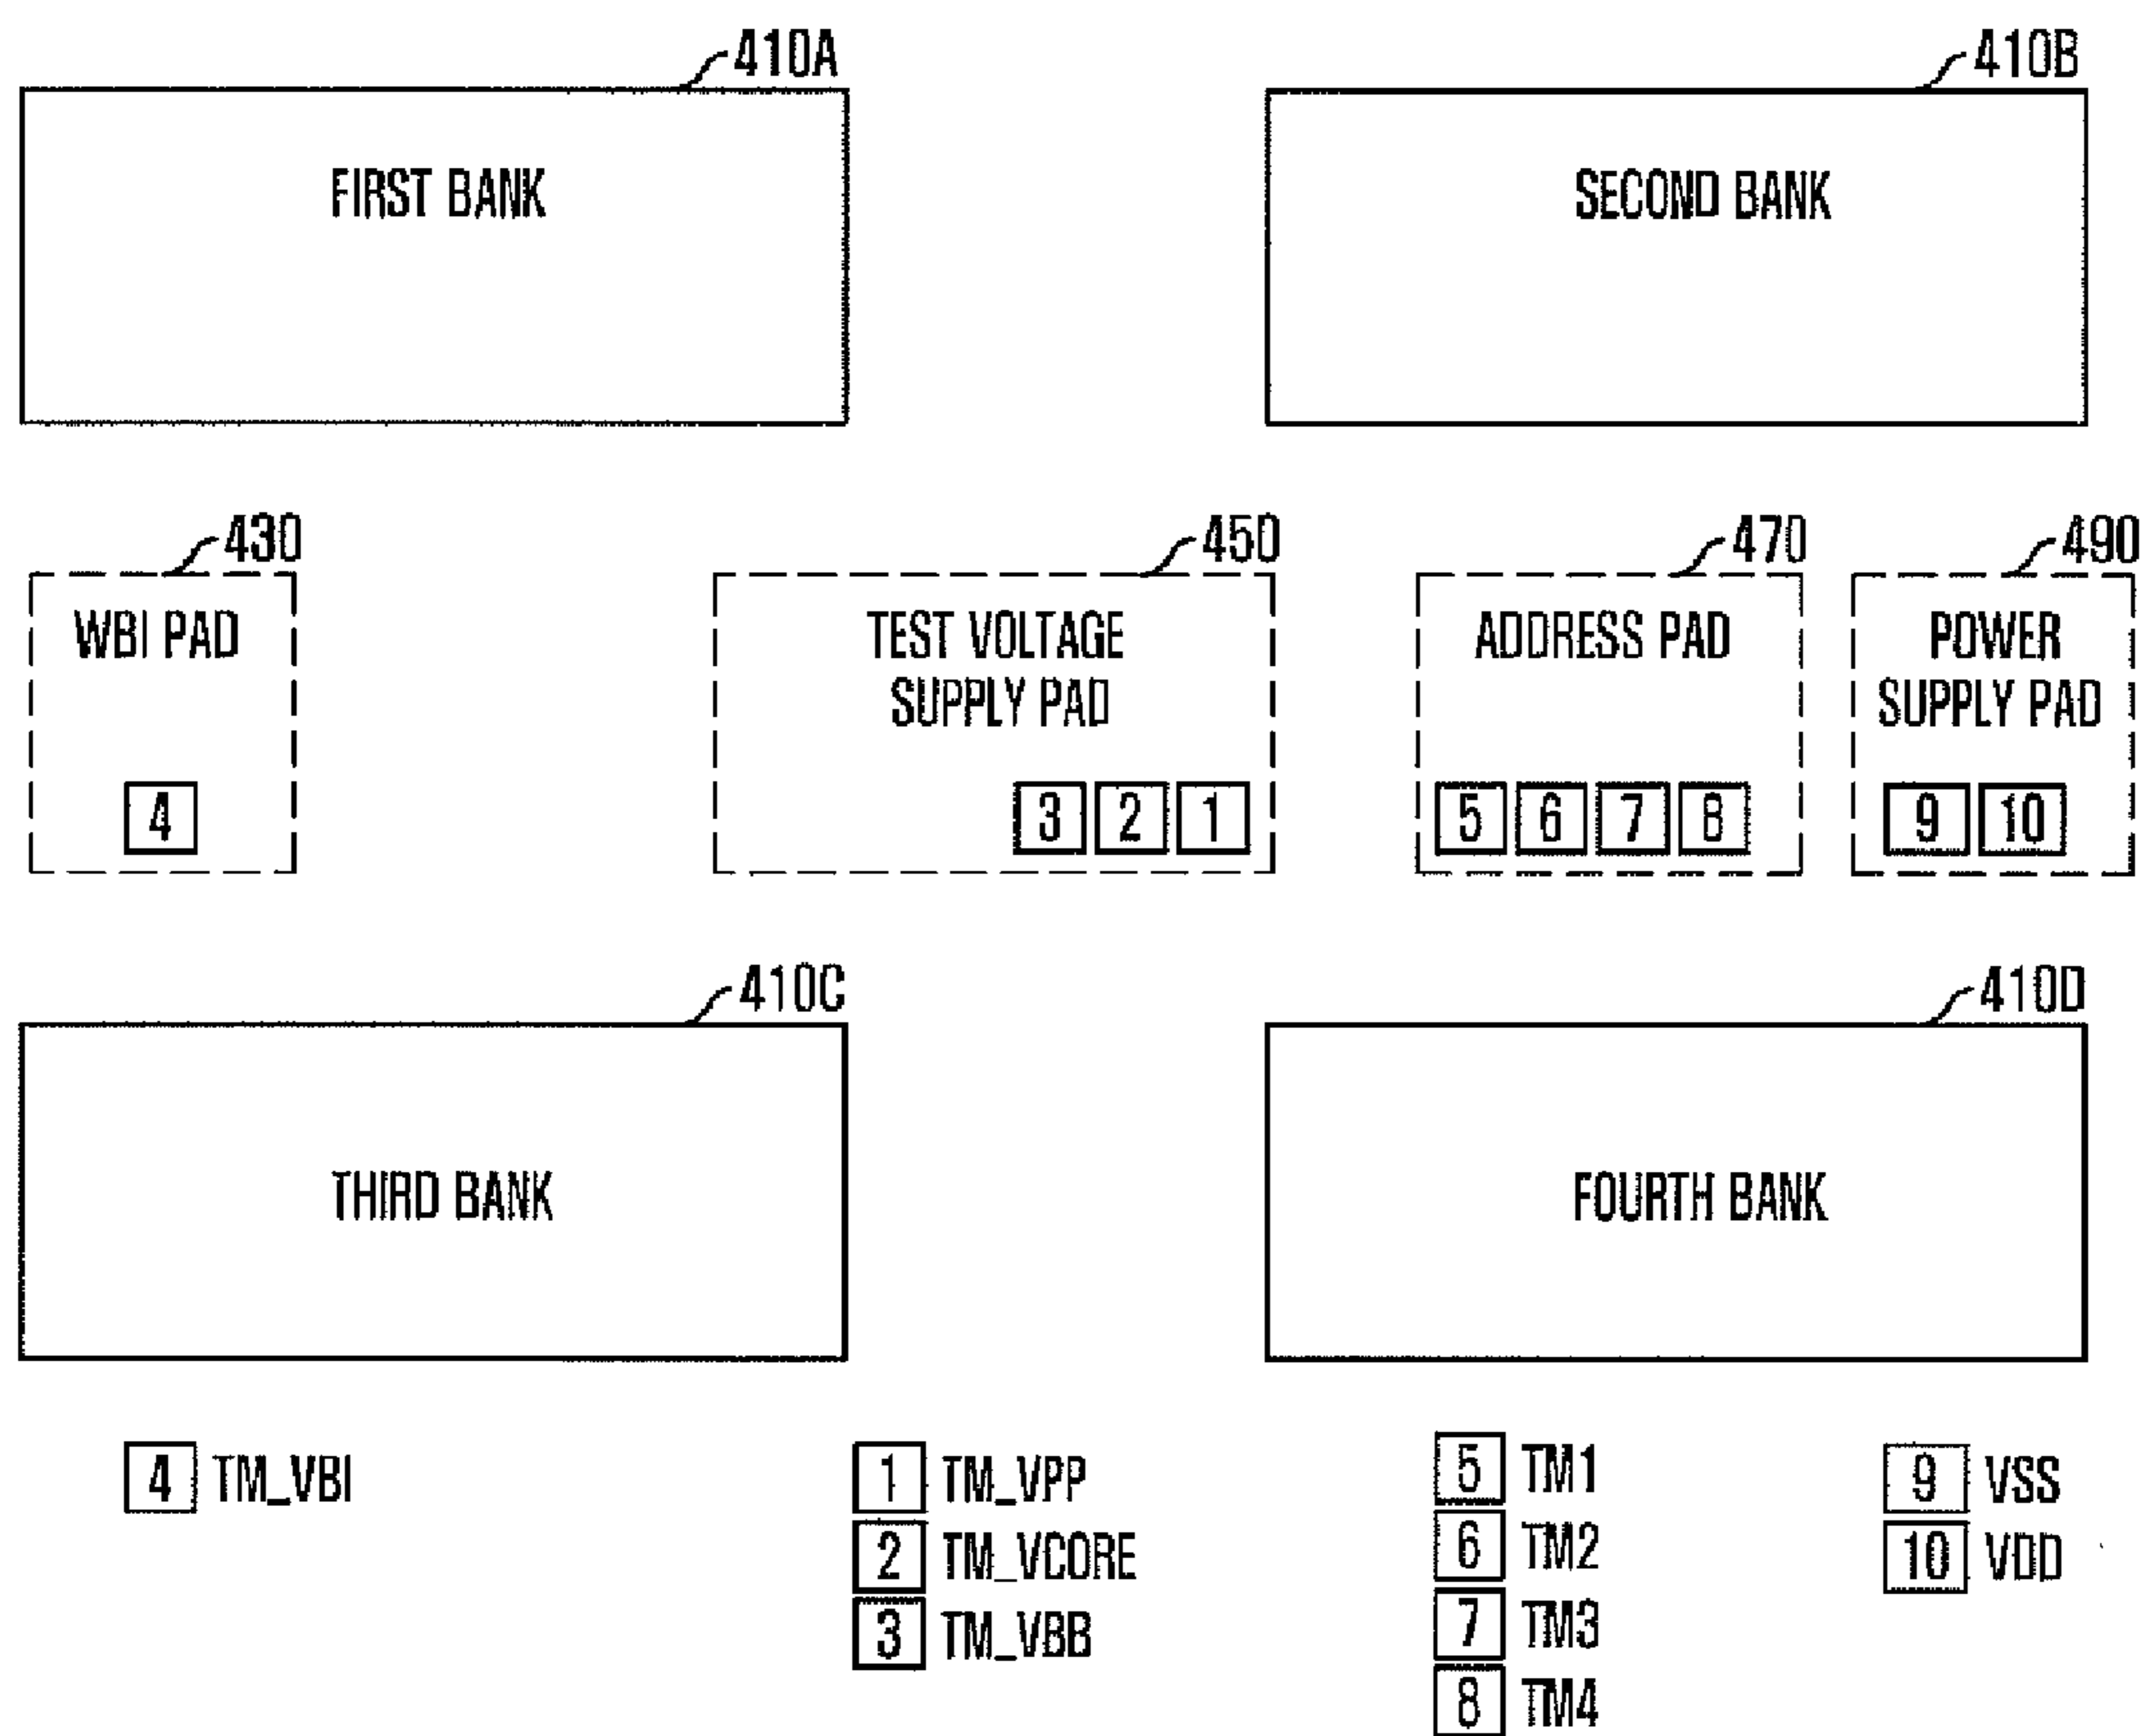 410A
410B
FIRST BANK
SECOND BANK
430
450
470
490
WBI PAD
TEST VOLTAGE
SUPPLY PAD
ADDRESS PAD
POWER
SUPPLY PAD
4
3 2 1
5 6 7 8
9 10
410C
410D
THIRD BANK
FOURTH BANK
4 TM_VBI
1 TM_VPP
2 TM_VCORE
3 TM_VBB
5 TM1
6 TM2
7 TM3
8 TM4
9 VSS
10 VDD